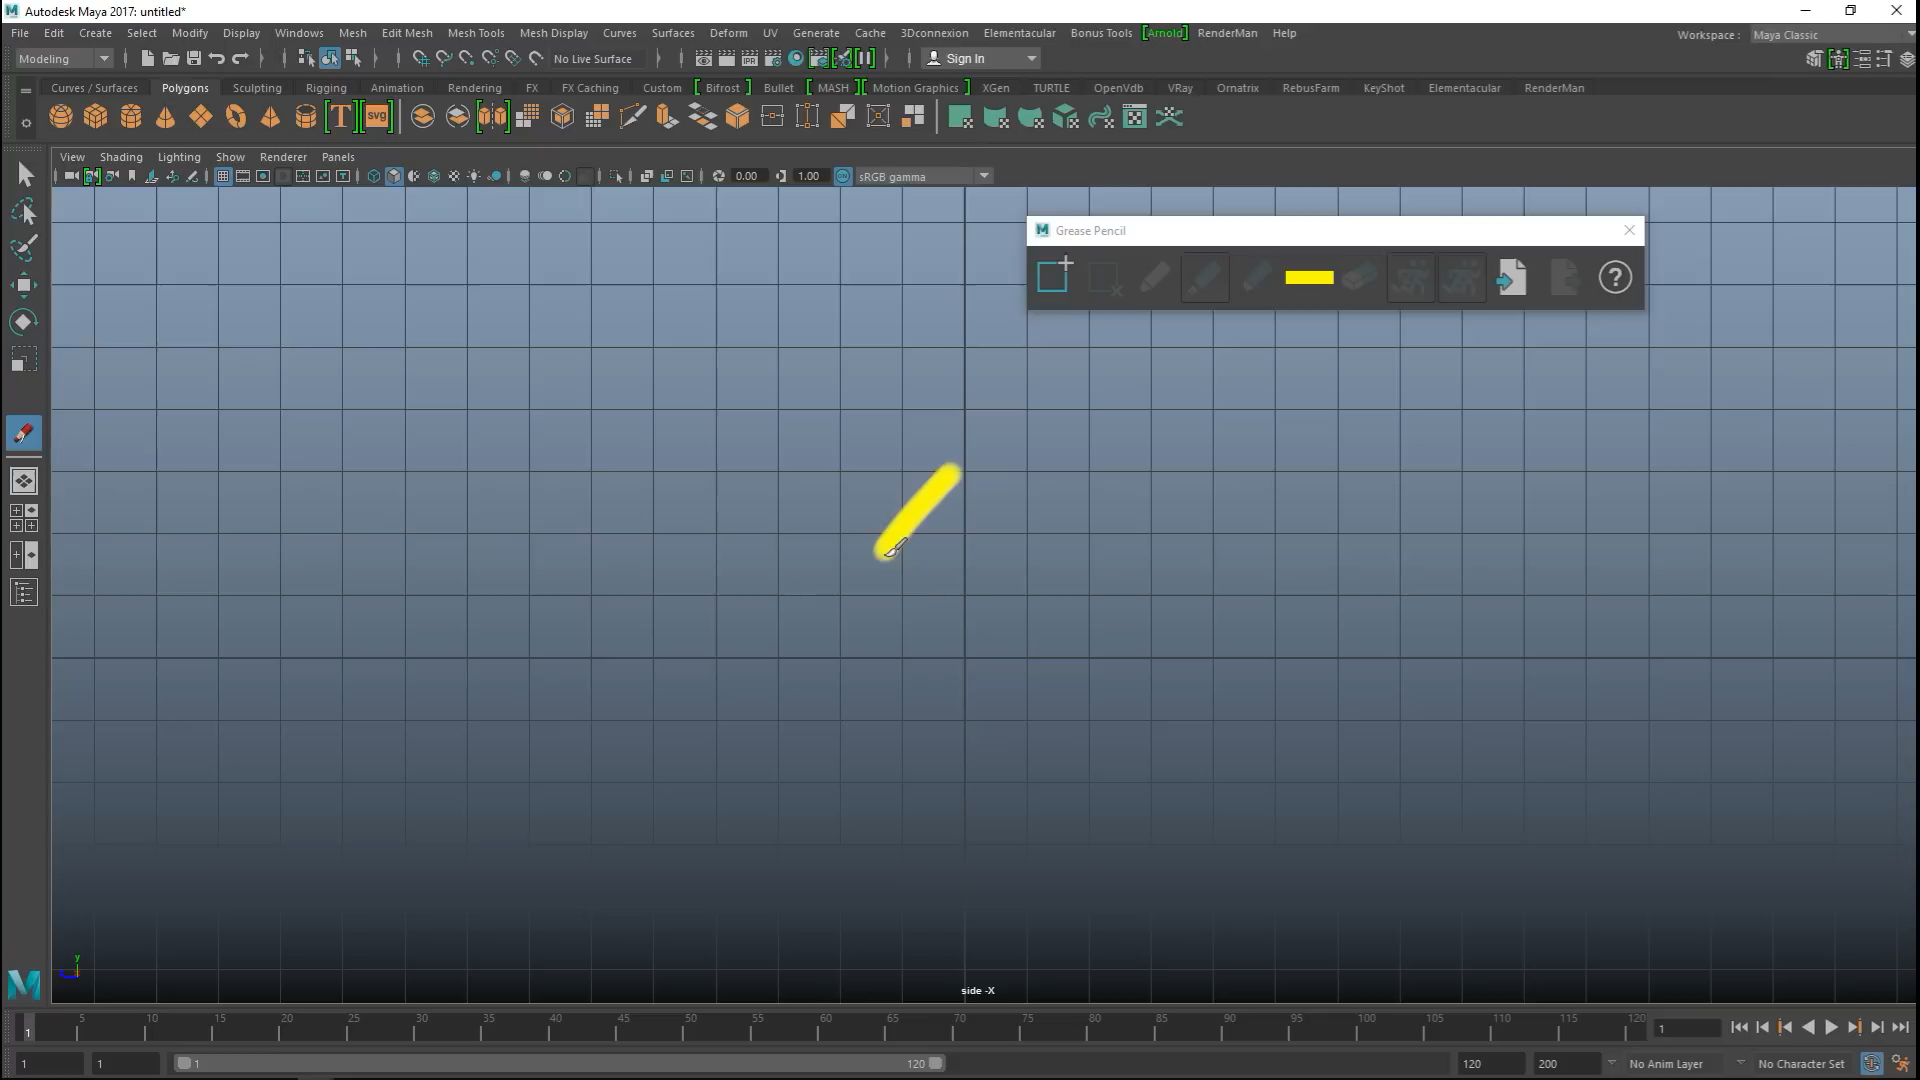 Autodesk Maya 2017: untitled*
File Edit Create Select Modify Display Windows Mesh Edit Mesh Mesh Tools Mesh Display Curves Surfaces Deform UV Generate Cache 3Dconnexion Elementacular Bonus Tools [Arnold] RenderMan Help
Workspace : Maya Classic
Modeling No Live Surface IPR Sign In
Curves / Surfaces Polygons Sculpting Rigging Animation Rendering FX FX Caching Custom Bifrost Bullet MASH Motion Graphics XGen TURTLE OpenVdb VRay Ornatrix RebusFarm KeyShot Elementacular RenderMan
T svg
View Shading Lighting Show Renderer Panels
0.00 1.00 ON sRGB gamma
M Grease Pencil
?
y
side -X
5 10 15 20 25 30 35 40 45 50 55 60 65 70 75 80 85 90 95 100 105 110 115 120
1 1
1 1 1 120 120 200 No Anim Layer No Character Set